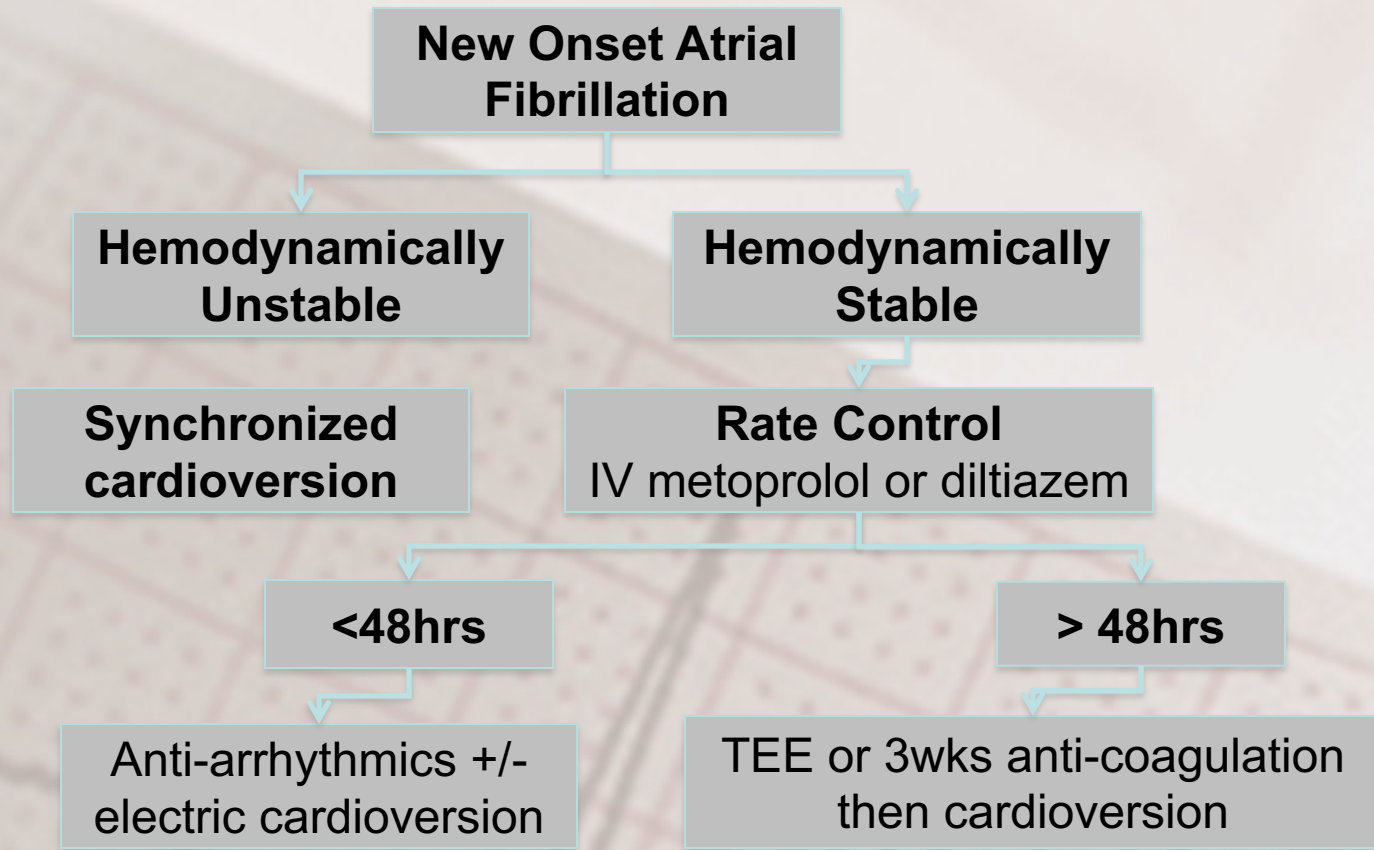 New Onset Atrial
Fibrillation
Hemodynamically
Unstable
Hemodynamically
Stable
Synchronized
cardioversion
Rate Control
IV metoprolol or diltiazem
<48hrs
> 48hrs
Anti-arrhythmics +/-
electric cardioversion
TEE or 3wks anti-coagulation
then cardioversion